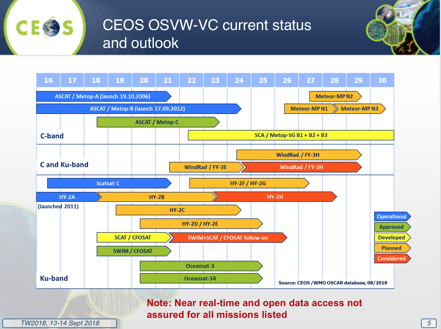 CEOS
CEOS OSVW-VC current status
and outlook
16 17 18 19 20 21 22 23 24 25 26 27 28 29 30
ASCAT / Metop-A (launch 19.10.2006)
Meteor-MP N2
ASCAT / Metop-B (launch 17.09.2012)
Meteor-MP N1
Meteor-MP N3
ASCAT / Metop-C
C-band
SCA / Metop-SG B1 + B2 + B3
WindRad / FY-3H
C and Ku-band
WindRad / FY-3E
WindRad / FY-3H
Scatsat-1
HY-2F / HY-2G
HY-2A
HY-2B
HY-2H
(launched 2011)
HY-2C
Operational
HY-2D / HY-2E
Approved
SCAT / CFOSAT
SWIM+SCAT / CFOSAT follow-on
Developed
SWIM / CFOSAT
Planned
Considered
Oceansat-3
Ku-band
Oceansat-3A
Source: CEOS /WMO OSCAR database, 08/2018
Note: Near real-time and open data access not
assured for all missions listed
TW2018, 13-14 Sept 2018
5